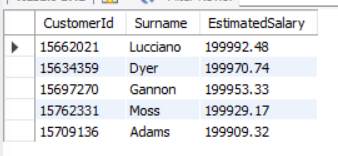 CustomerId Surname EstimatedSalary
15662021 Lucciano 199992.48
15634359 Dyer 199970.74
15697270 Gannon 199953.33
15762331 Moss 199929.17
15709136 Adams 199909.32